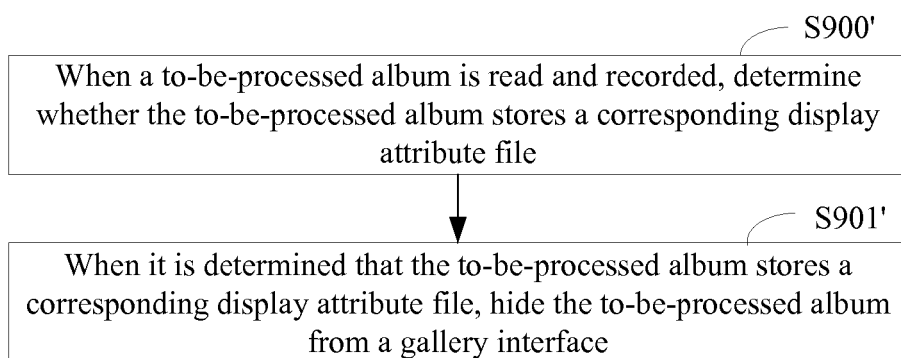 S900'
When a to-be-processed album is read and recorded, determine
whether the to-be-processed album stores a corresponding display
attribute file
S901'
When it is determined that the to-be-processed album stores a
corresponding display attribute file, hide the to-be-processed album
from a gallery interface